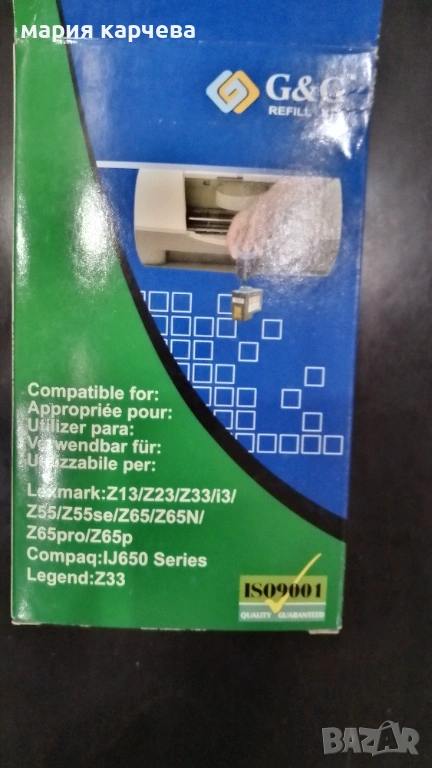 мария карчева
G&G
REFILL
Compatible for:
Appropriée pour:
Utilizer para:
Verwendbar für:
Utilizzabile per:
Lexmark:Z13/Z23/Z33/i3/
Z55/Z55se/Z65/Z65N/
Z65pro/Z65p
Compaq:IJ650 Series
Legend:Z33
ISO9001
QUALITY GUARANTEED
BAZAR